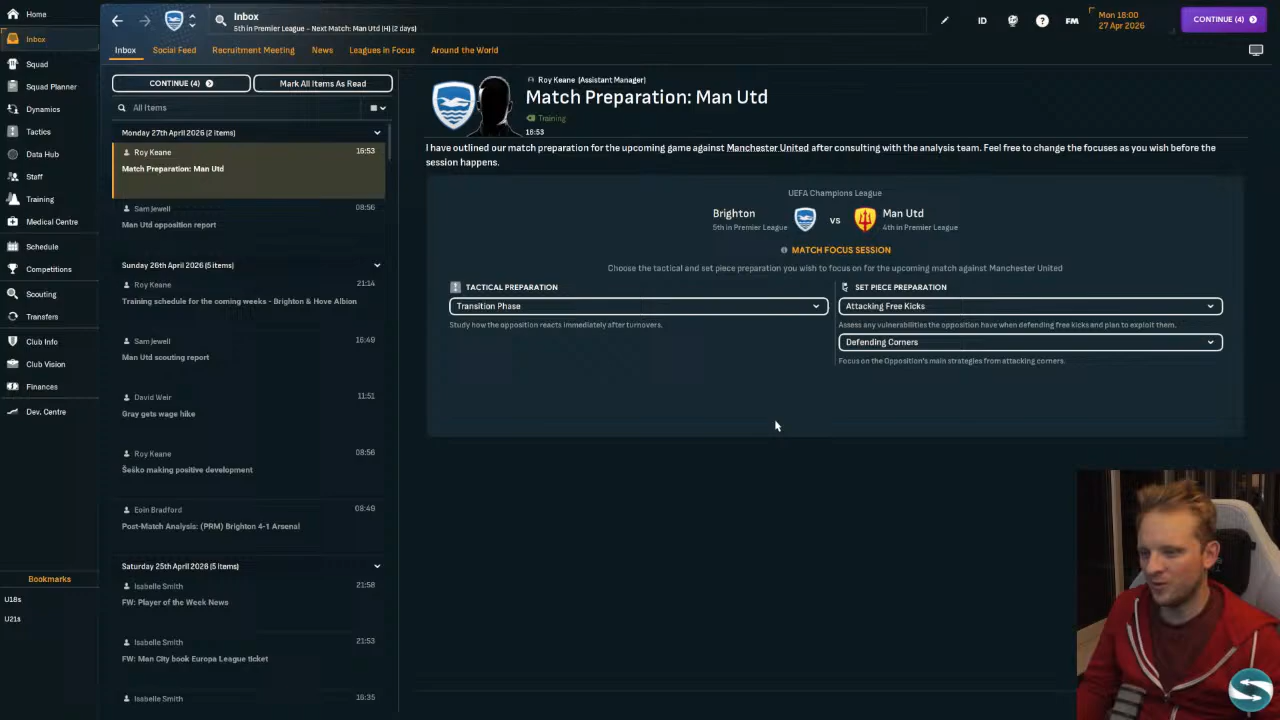 Home
Inbox
Squad
Squad Planner
Dynamics
Tactics
Data Hub
Staff
Training
Medical Centre
Schedule
Competitions
Scouting
Transfers
Club Info
Club Vision
Finances
Dev. Centre
Bookmarks
U18s
U21s
Inbox
5th in Premier League - Next Match: Man Utd (H) (2 days)
ID
FM
Mon 18:00
27 Apr 2026
CONTINUE (4)
Inbox
Social Feed
Recruitment Meeting
News
Leagues in Focus
Around the World
CONTINUE (4)
Mark All Items As Read
All Items
Monday 27th April 2026 (2 items)
Roy Keane 16:53
Match Preparation: Man Utd
Sam Jewell 08:56
Man Utd opposition report
Sunday 26th April 2026 (5 items)
Roy Keane 21:14
Training schedule for the coming weeks - Brighton & Hove Albion
Sam Jewell 16:49
Man Utd scouting report
David Weir 11:51
Gray gets wage hike
Roy Keane 08:56
Šeško making positive development
Eoin Bradford 08:49
Post-Match Analysis: (PRM) Brighton 4-1 Arsenal
Saturday 25th April 2026 (5 items)
Isabelle Smith 21:58
FW: Player of the Week News
Isabelle Smith 21:53
FW: Man City book Europa League ticket
Isabelle Smith 16:35
Roy Keane (Assistant Manager)
Match Preparation: Man Utd
Training
16:53
I have outlined our match preparation for the upcoming game against Manchester United after consulting with the analysis team. Feel free to change the focuses as you wish before the
session happens.
UEFA Champions League
Brighton
5th in Premier League
vs
Man Utd
4th in Premier League
MATCH FOCUS SESSION
Choose the tactical and set piece preparation you wish to focus on for the upcoming match against Manchester United
TACTICAL PREPARATION
Transition Phase
Study how the opposition reacts immediately after turnovers.
SET PIECE PREPARATION
Attacking Free Kicks
Assess any vulnerabilities the opposition have when defending free kicks and plan to exploit them.
Defending Corners
Focus on the Opposition's main strategies from attacking corners.